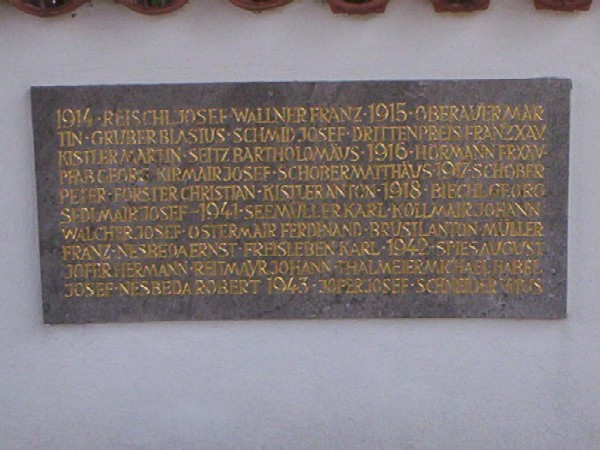 1914 · REISCHL JOSEF · WALLNER FRANZ · 1915 · OBERAUER MAR
TIN · GRUBER BLASIUS · SCHMID JOSEF · DRITTENPREIS FRANZ XAV
KISTLER MARTIN · SEITZ BARTHOLOMÄUS · 1916 · HÖRMANN FR XAV
PFAB GEORG · KIRMAIR JOSEF · SCHOBER MATTHÄUS · 1917 · SCHOBER
PETER · FÖRSTER CHRISTIAN · KISTLER ANTON · 1918 · BIECHL GEORG
SEDLMAIR JOSEF — 1941 · SEEMÜLLER KARL · KOLLMAIR JOHANN
WALCHER JOSEF · OSTERMAIR FERDINAND · BRÜSTL ANTON · MÜLLER
FRANZ · NESBEDA ERNST · FREISLEBEN KARL · 1942 · SPIES AUGUST
JOFER HERMANN · REITMAYR JOHANN · THALMEIER MICHAEL · HABEL
JOSEF · NESBEDA ROBERT · 1943 · JOFER JOSEF · SCHNEIDER VITUS